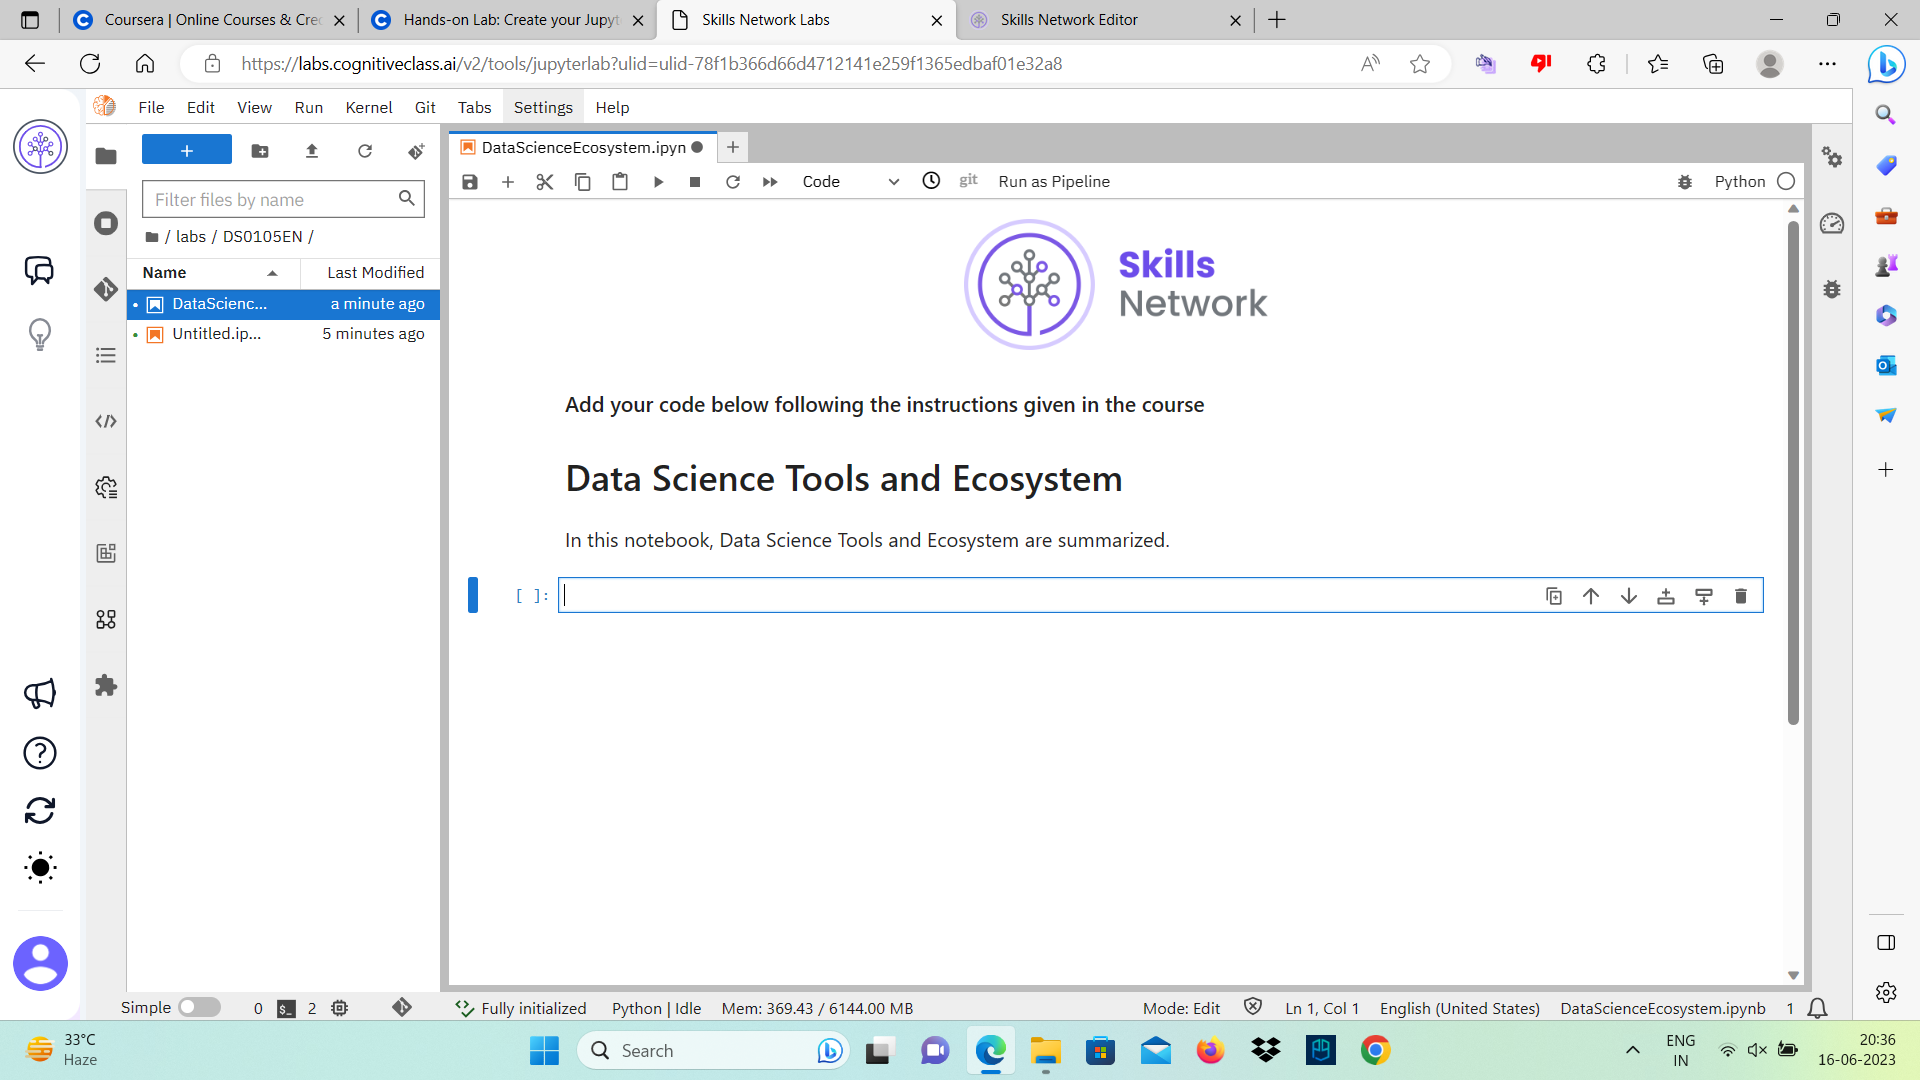 Coursera | Online Courses & Crec
Hands-on Lab: Create your Jupyt
Skills Network Labs
Skills Network Editor
https://labs.cognitiveclass.ai/v2/tools/jupyterlab?ulid=ulid-78f1b366d66d4712141e259f1365edbaf01e32a8
File Edit View Run Kernel Git Tabs Settings Help
DataScienceEcosystem.ipyn
Code
git
Run as Pipeline
Python
Filter files by name
/ labs / DS0105EN /
Name Last Modified
DataScienc... a minute ago
Untitled.ip... 5 minutes ago
Skills
Network
Add your code below following the instructions given in the course
Data Science Tools and Ecosystem
In this notebook, Data Science Tools and Ecosystem are summarized.
[ ]:
Simple 0 $_ 2 Fully initialized Python | Idle Mem: 369.43 / 6144.00 MB Mode: Edit Ln 1, Col 1 English (United States) DataScienceEcosystem.ipynb 1
33°C
Haze
Search
ENG
IN
20:36
16-06-2023